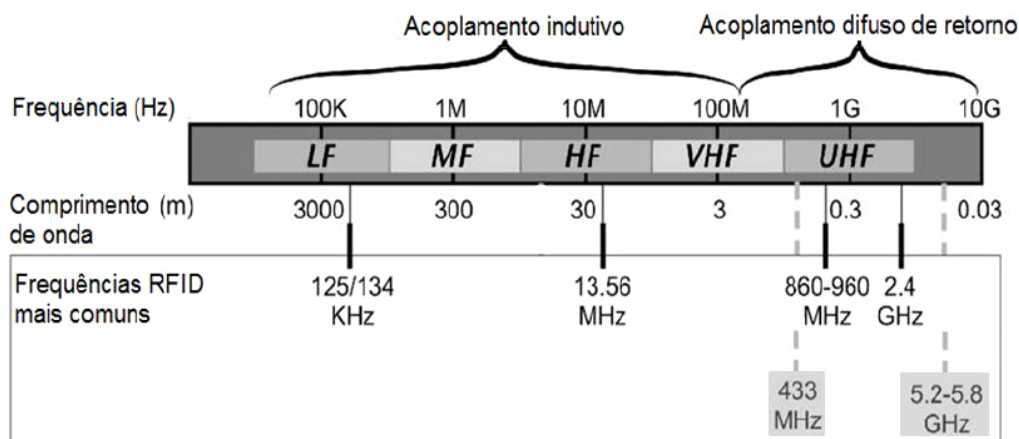 Acoplamento indutivo Acoplamento difuso de retorno
Frequência (Hz) 100K 1M 10M 100M 1G 10G
LF MF HF VHF UHF
Comprimento (m) 3000 300 30 3 0.3 0.03
de onda
Frequências RFID 125/134 13.56 860-960 2.4
mais comuns KHz MHz MHz GHz
433 5.2-5.8
MHz GHz